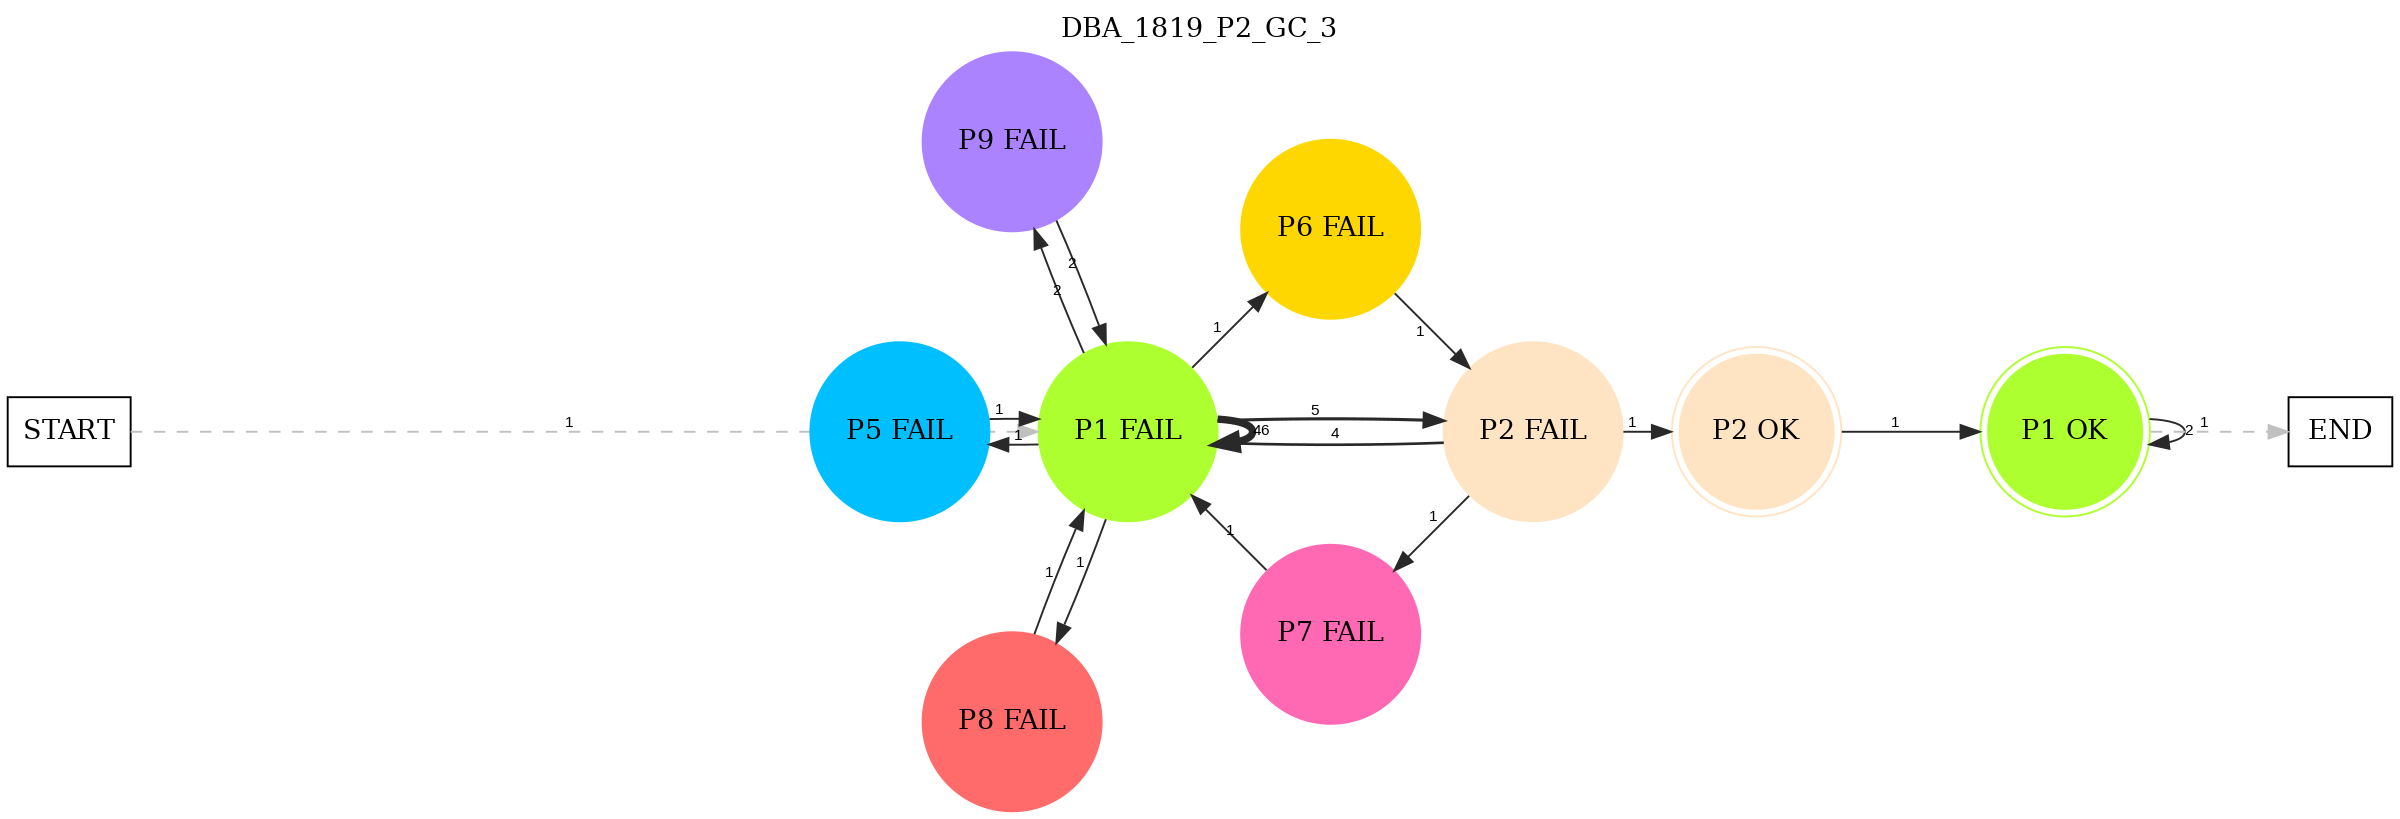 DBA_1819_P2_GC_3
P9 FAIL
P6 FAIL
2
2
1
1
START
1
P5 FAIL
1
1
P1 FAIL
46
5
4
P2 FAIL
1
P2 OK
1
P1 OK
2
1
END
1
1
1
1
P7 FAIL
P8 FAIL